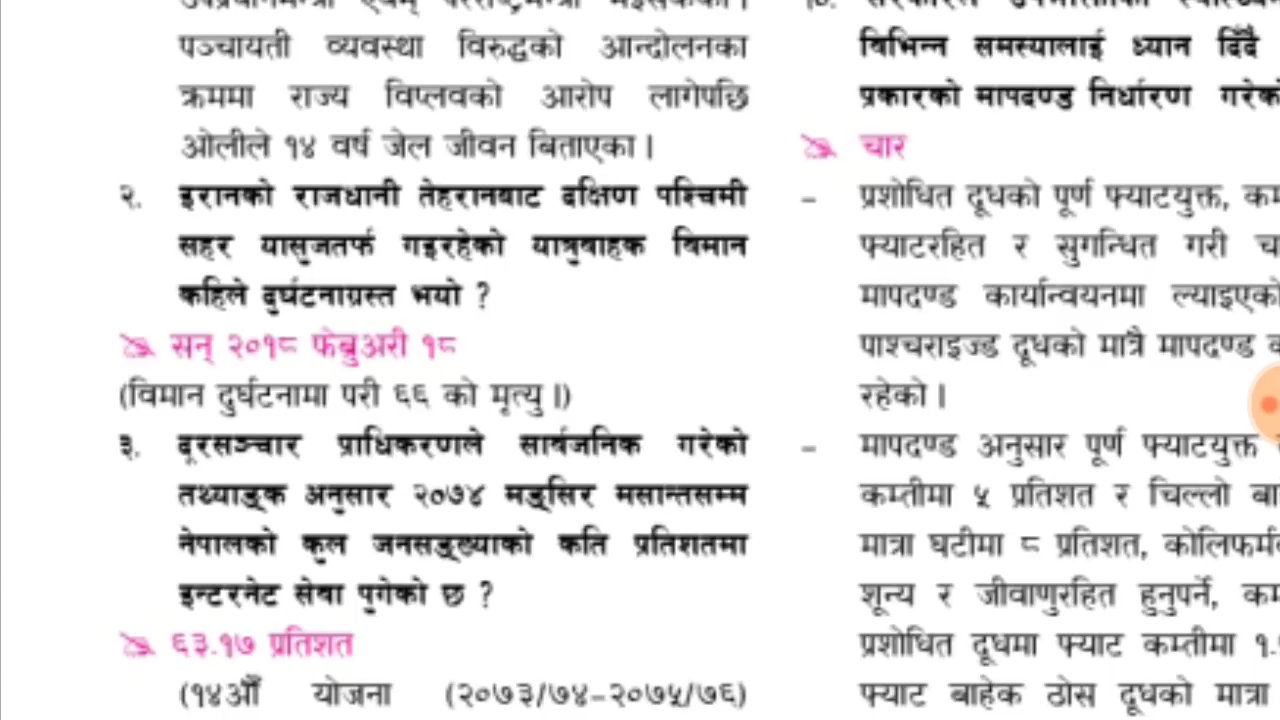 पञ्चायती व्यवस्था विरुद्धको आन्दोलनका
क्रममा राज्य विप्लवको आरोप लागेपछि
ओलीले १४ वर्ष जेल जीवन बिताएका ।
२. इरानको राजधानी तेहरानबाट दक्षिण पश्चिमी
सहर यासुजतर्फ गइरहेको यात्रुवाहक विमान
कहिले दुर्घटनाग्रस्त भयो ?
सन् २०१८ फेब्रुअरी १८
(विमान दुर्घटनामा परी ६६ को मृत्यु ।)
३. दूरसञ्चार प्राधिकरणले सार्वजनिक गरेको
तथ्याङ्क अनुसार २०७४ मङ्सिर मसान्तसम्म
नेपालको कुल जनसङ्ख्याको कति प्रतिशतमा
इन्टरनेट सेवा पुगेको छ ?
६३.१७ प्रतिशत
(१४औँ योजना (२०७३/७४–२०७५/७६)
विभिन्न समस्यालाई ध्यान दिँदै
प्रकारको मापदण्ड निर्धारण गरेको
चार
– प्रशोधित दूधको पूर्ण फ्याटयुक्त,
फ्याटरहित र सुगन्धित गरी
मापदण्ड कार्यान्वयनमा ल्याइएको
पाश्चराइज्ड दूधको मात्रै मापदण्ड
रहेको ।
– मापदण्ड अनुसार पूर्ण फ्याटयुक्त
कम्तीमा ५ प्रतिशत र चिल्लो
मात्रा घटीमा ८ प्रतिशत,
शून्य र जीवाणुरहित हुनुपर्ने,
प्रशोधित दूधमा फ्याट कम्तीमा
फ्याट बाहेक ठोस दूधको मात्रा